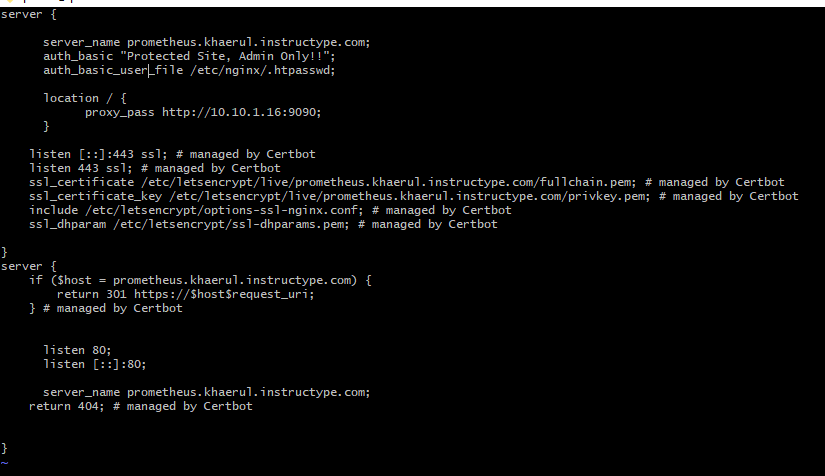 server {
server_name prometheus.khaerul.instructype.com;
auth_basic "Protected Site, Admin Only!!";
auth_basic_user_file /etc/nginx/.htpasswd;
location / {
proxy_pass http://10.10.1.16:9090;
}
listen [::]:443 ssl; # managed by Certbot
listen 443 ssl; # managed by Certbot
ssl_certificate /etc/letsencrypt/live/prometheus.khaerul.instructype.com/fullchain.pem; # managed by Certbot
ssl_certificate_key /etc/letsencrypt/live/prometheus.khaerul.instructype.com/privkey.pem; # managed by Certbot
include /etc/letsencrypt/options-ssl-nginx.conf; # managed by Certbot
ssl_dhparam /etc/letsencrypt/ssl-dhparams.pem; # managed by Certbot
}
server {
if ($host = prometheus.khaerul.instructype.com) {
return 301 https://$host$request_uri;
} # managed by Certbot
listen 80;
listen [::]:80;
server_name prometheus.khaerul.instructype.com;
return 404; # managed by Certbot
}
~